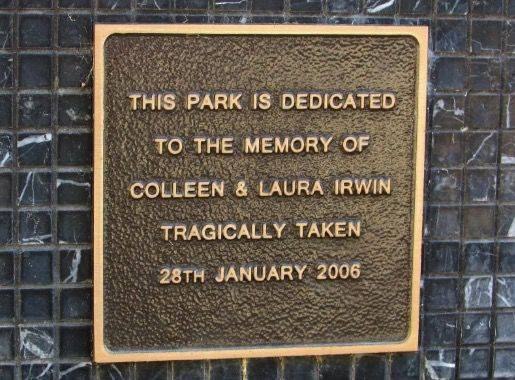 THIS PARK IS DEDICATED
TO THE MEMORY OF
COLLEEN & LAURA IRWIN
TRAGICALLY TAKEN
28TH JANUARY 2006